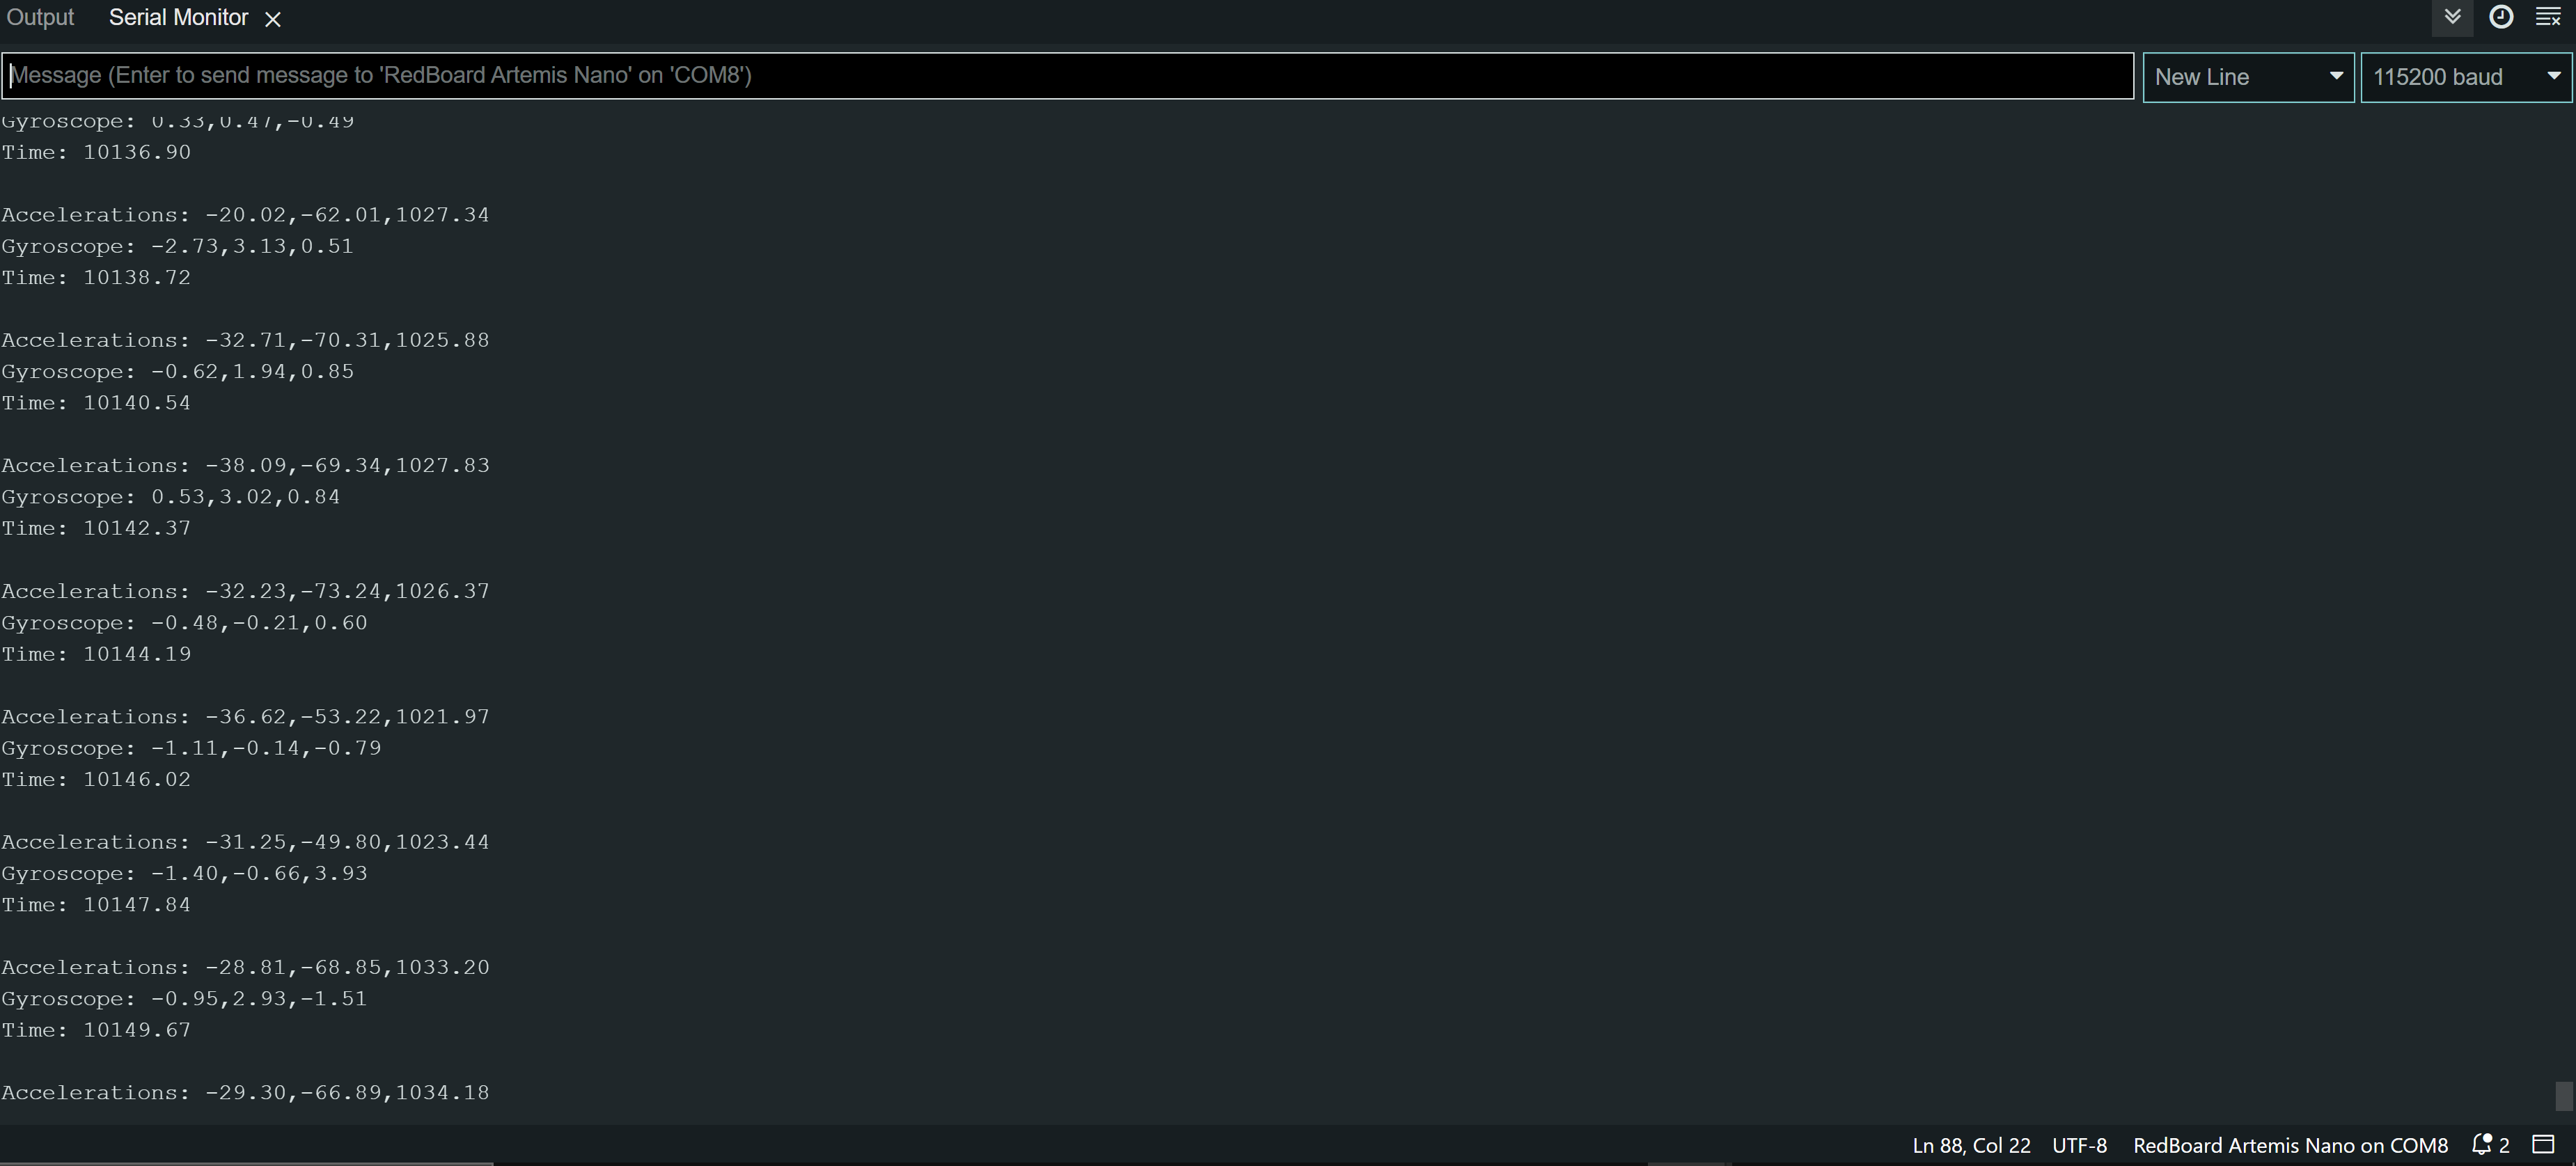 Output Serial Monitor
Message (Enter to send message to 'RedBoard Artemis Nano' on 'COM8') New Line 115200 baud
Gyroscope: 0.33,0.47,-0.49
Time: 10136.90
Accelerations: -20.02,-62.01,1027.34
Gyroscope: -2.73,3.13,0.51
Time: 10138.72
Accelerations: -32.71,-70.31,1025.88
Gyroscope: -0.62,1.94,0.85
Time: 10140.54
Accelerations: -38.09,-69.34,1027.83
Gyroscope: 0.53,3.02,0.84
Time: 10142.37
Accelerations: -32.23,-73.24,1026.37
Gyroscope: -0.48,-0.21,0.60
Time: 10144.19
Accelerations: -36.62,-53.22,1021.97
Gyroscope: -1.11,-0.14,-0.79
Time: 10146.02
Accelerations: -31.25,-49.80,1023.44
Gyroscope: -1.40,-0.66,3.93
Time: 10147.84
Accelerations: -28.81,-68.85,1033.20
Gyroscope: -0.95,2.93,-1.51
Time: 10149.67
Accelerations: -29.30,-66.89,1034.18
Ln 88, Col 22 UTF-8 RedBoard Artemis Nano on COM8 2